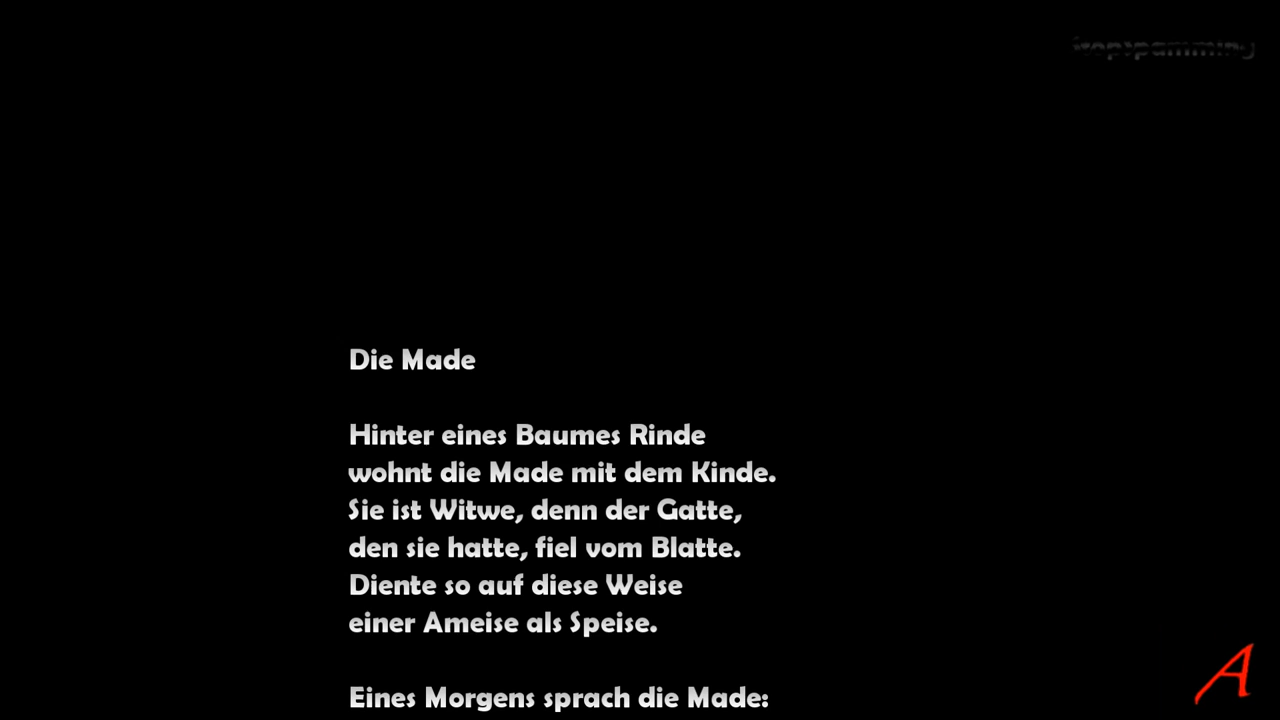 Die Made
Hinter eines Baumes Rinde
wohnt die Made mit dem Kinde.
Sie ist Witwe, denn der Gatte,
den sie hatte, fiel vom Blatte.
Diente so auf diese Weise
einer Ameise als Speise.
Eines Morgens sprach die Made:
A